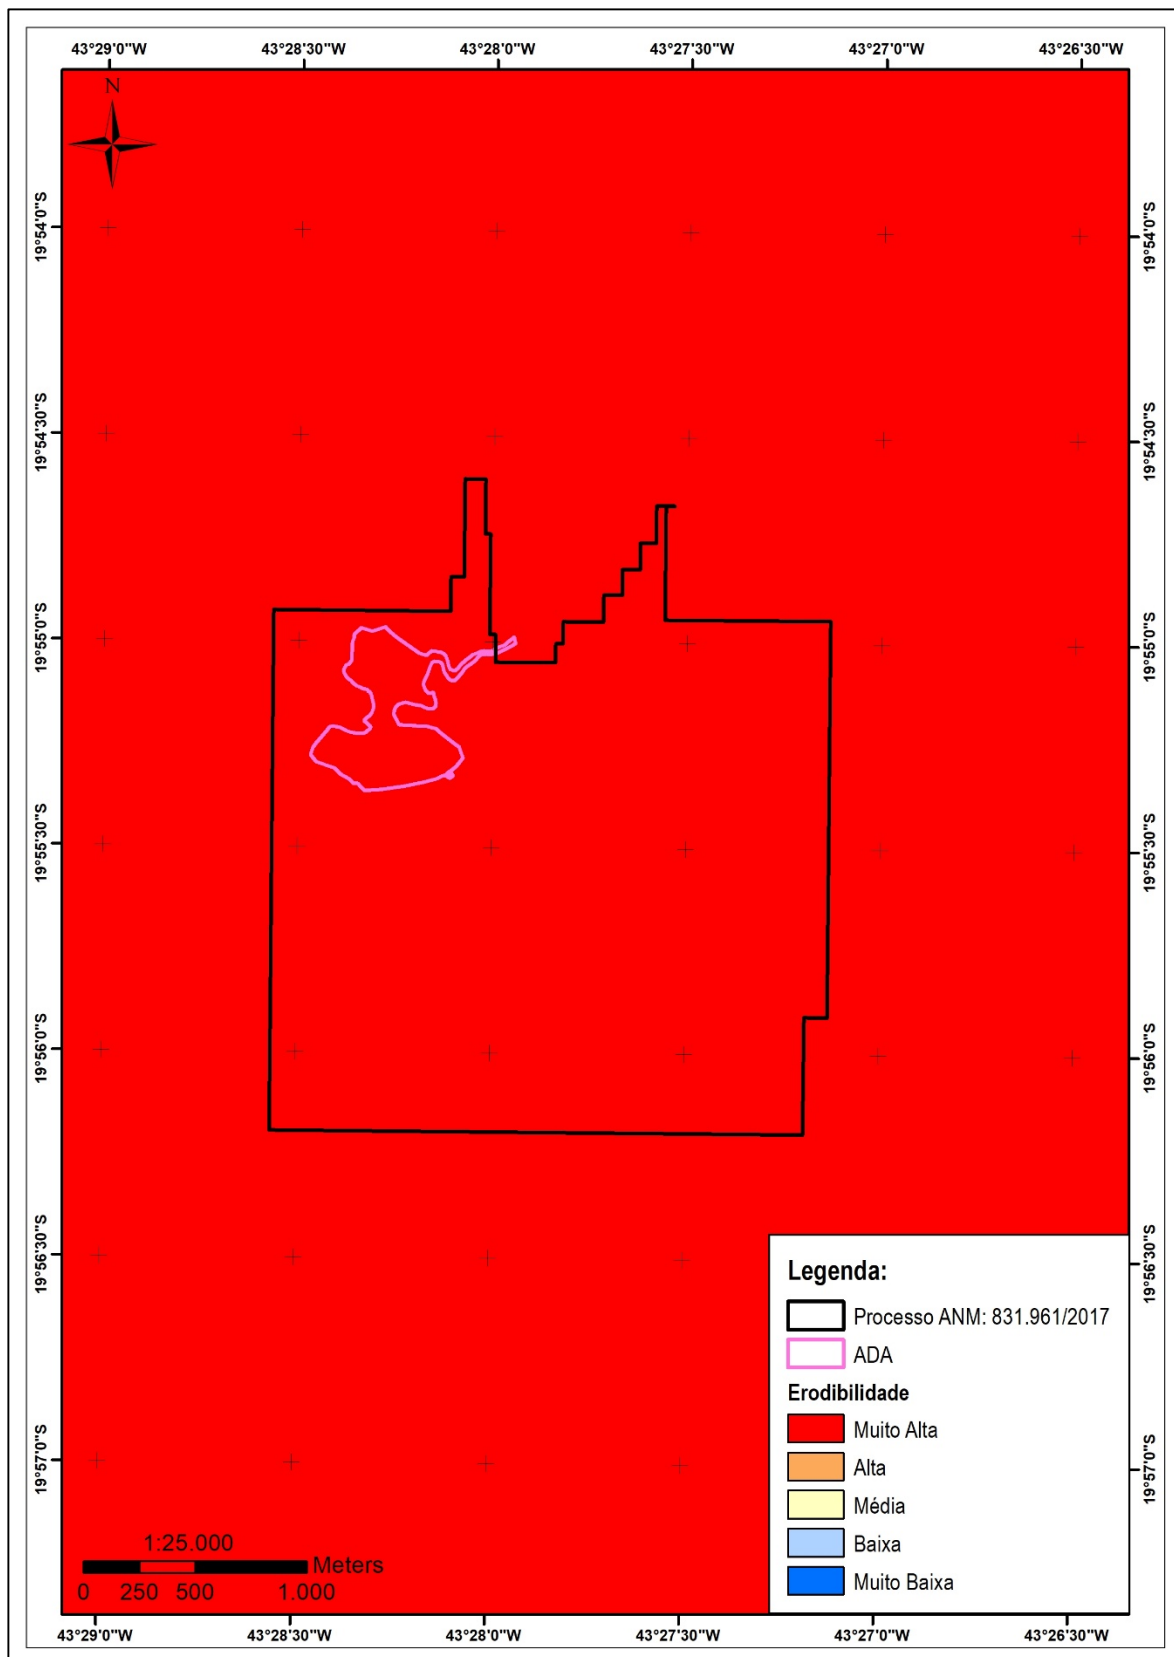 43°29'0"W 43°28'30"W 43°28'0"W 43°27'30"W 43°27'0"W 43°26'30"W
N
19°54'0"S 19°54'0"S
19°54'30"S 19°54'30"S
19°55'0"S 19°55'0"S
19°55'30"S 19°55'30"S
19°56'0"S 19°56'0"S
19°56'30"S 19°56'30"S
19°57'0"S 19°57'0"S
Legenda:
Processo ANM: 831.961/2017
ADA
Erodibilidade
Muito Alta
Alta
Média
Baixa
Muito Baixa
1:25.000
Meters
0 250 500 1.000
43°29'0"W 43°28'30"W 43°28'0"W 43°27'30"W 43°27'0"W 43°26'30"W